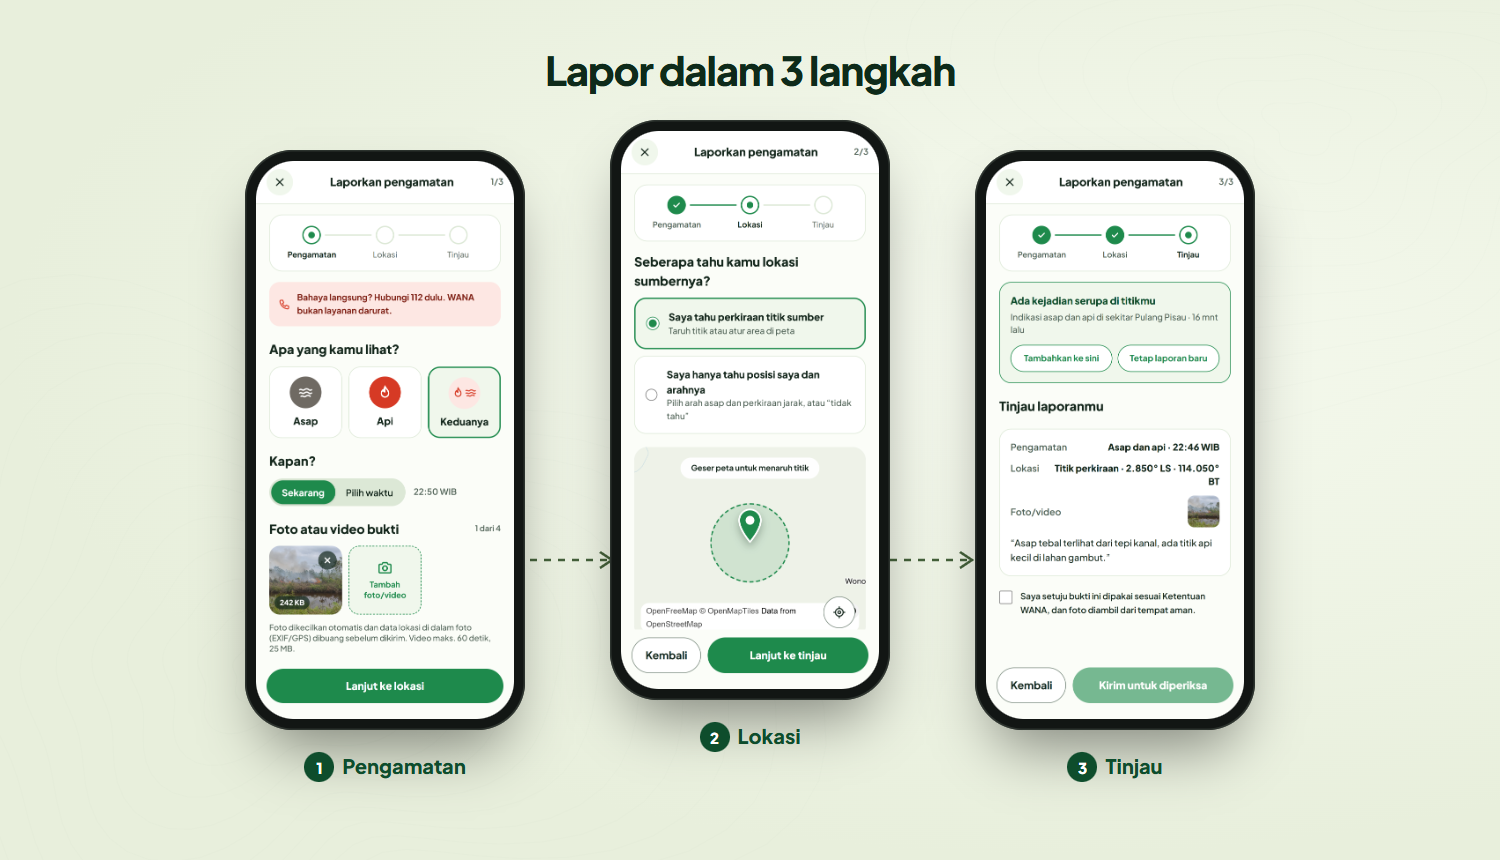 Lapor dalam 3 langkah
Laporkan pengamatan
1/3
Pengamatan
Lokasi
Tinjau
Bahaya langsung? Hubungi 112 dulu. WANA
bukan layanan darurat.
Apa yang kamu lihat?
Asap
Api
Keduanya
Kapan?
Sekarang
Pilih waktu
22:50 WIB
Foto atau video bukti
1 dari 4
242 KB
Tambah
foto/video
Foto dikecilkan otomatis dan data lokasi di dalam foto
(EXIF/GPS) dibuang sebelum dikirim. Video maks. 60 detik,
25 MB.
Lanjut ke lokasi
1 Pengamatan
Laporkan pengamatan
2/3
Pengamatan
Lokasi
Tinjau
Seberapa tahu kamu lokasi
sumbernya?
Saya tahu perkiraan titik sumber
Taruh titik atau atur area di peta
Saya hanya tahu posisi saya dan
arahnya
Pilih arah asap dan perkiraan jarak, atau "tidak
tahu"
Geser peta untuk menaruh titik
Wono
OpenFreeMap © OpenMapTiles Data from
OpenStreetMap
Kembali
Lanjut ke tinjau
2 Lokasi
Laporkan pengamatan
3/3
Pengamatan
Lokasi
Tinjau
Ada kejadian serupa di titikmu
Indikasi asap dan api di sekitar Pulang Pisau · 16 mnt
lalu
Tambahkan ke sini
Tetap laporan baru
Tinjau laporanmu
Pengamatan
Asap dan api · 22:46 WIB
Lokasi
Titik perkiraan · 2.850° LS · 114.050°
BT
Foto/video
"Asap tebal terlihat dari tepi kanal, ada titik api
kecil di lahan gambut."
Saya setuju bukti ini dipakai sesuai Ketentuan
WANA, dan foto diambil dari tempat aman.
Kembali
Kirim untuk diperiksa
3 Tinjau